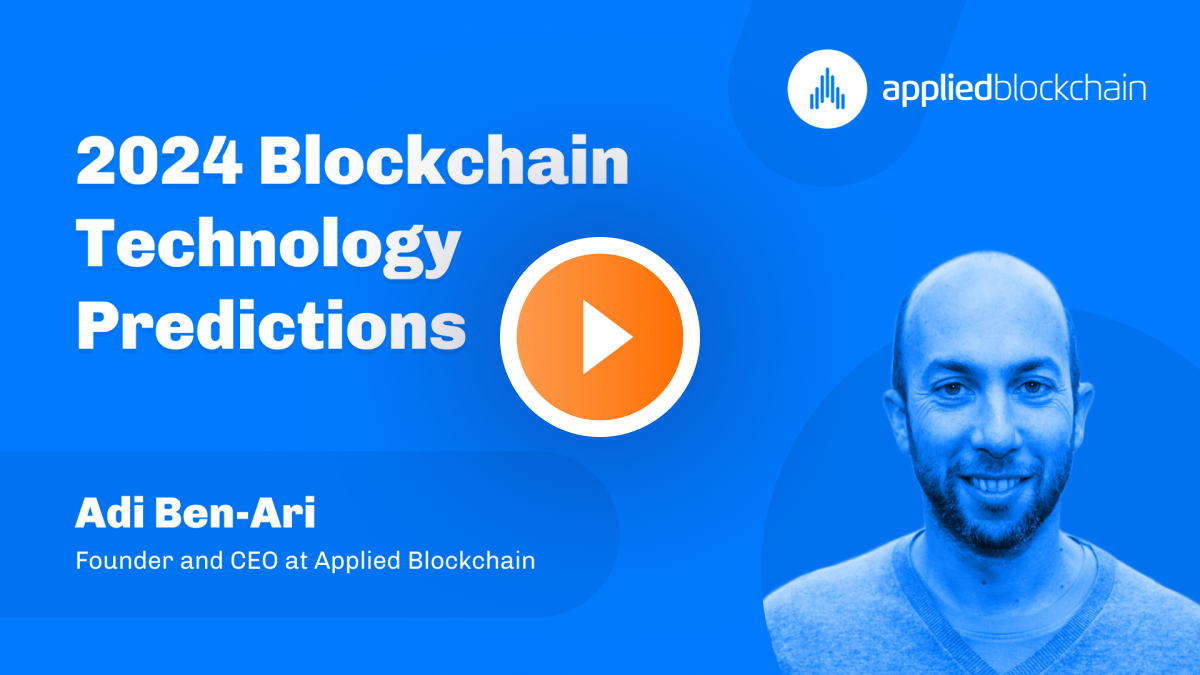 appliedblockchain
2024 Blockchain
Technology
Predictions
Adi Ben-Ari
Founder and CEO at Applied Blockchain